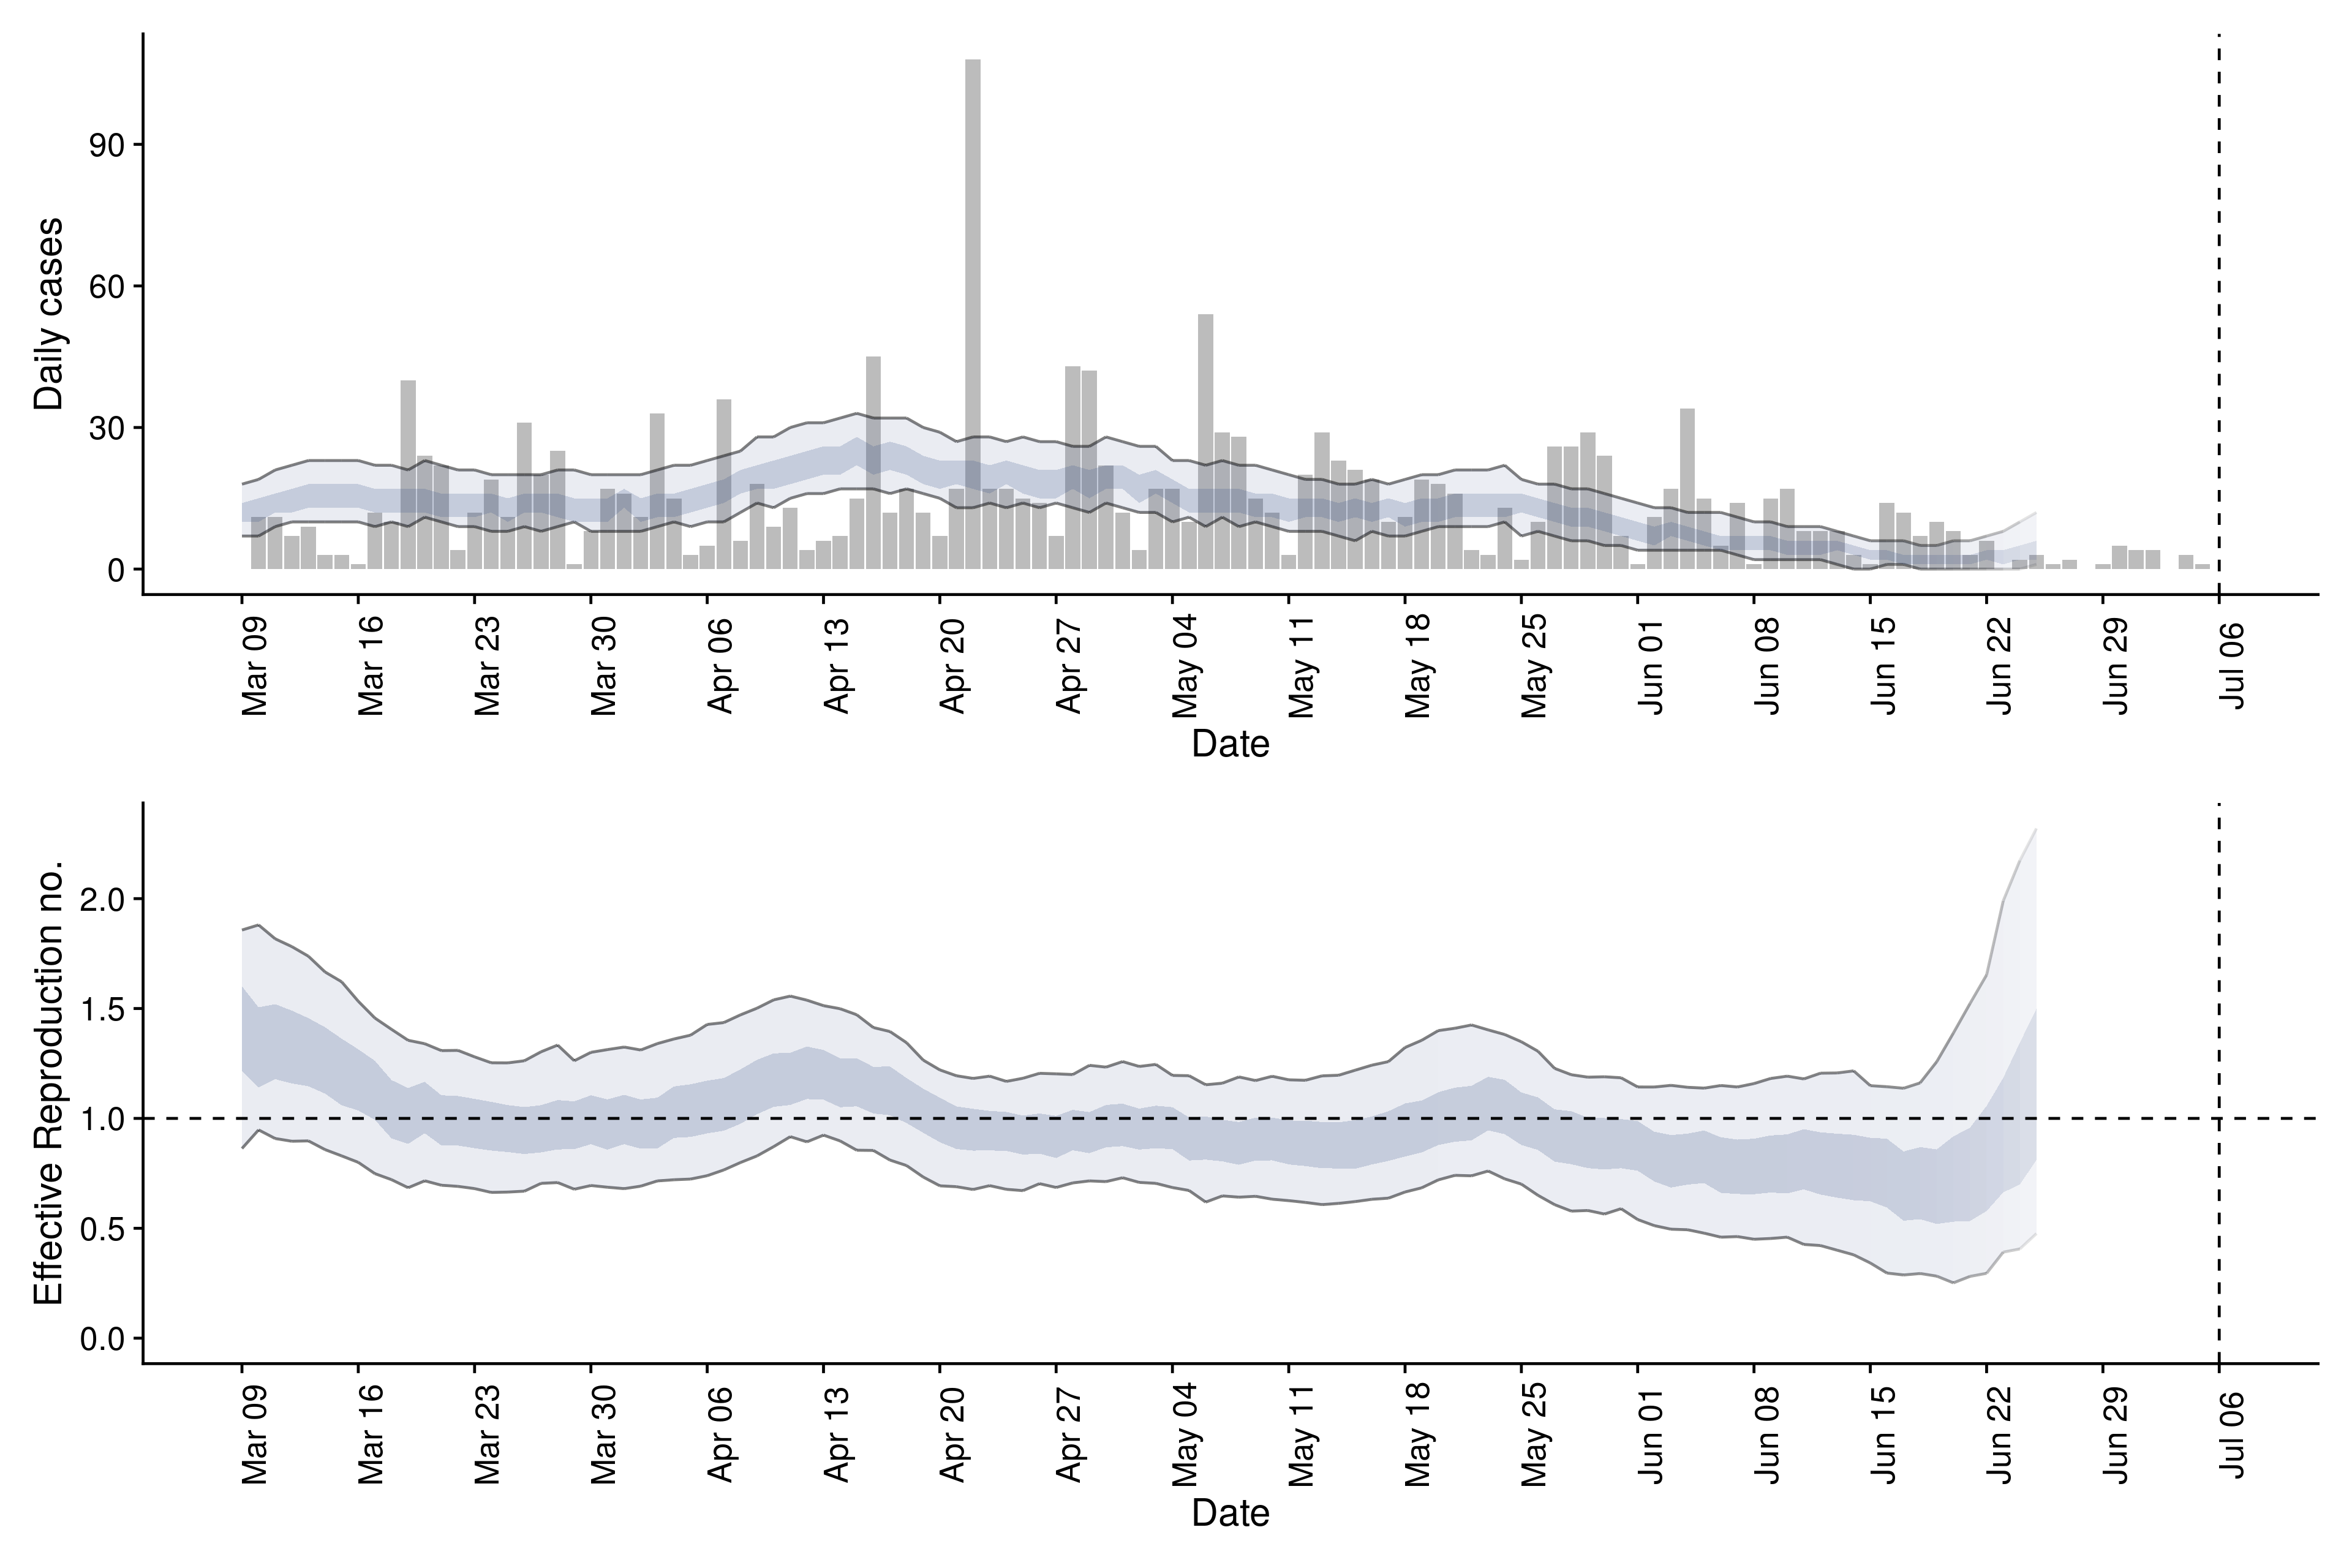 Daily cases
90
60
30
0
Mar 09
Mar 16
Mar 23
Mar 30
Apr 06
Apr 13
Apr 20
Apr 27
May 04
May 11
May 18
May 25
Jun 01
Jun 08
Jun 15
Jun 22
Jun 29
Jul 06
Date
Effective Reproduction no.
2.0
1.5
1.0
0.5
0.0
Mar 09
Mar 16
Mar 23
Mar 30
Apr 06
Apr 13
Apr 20
Apr 27
May 04
May 11
May 18
May 25
Jun 01
Jun 08
Jun 15
Jun 22
Jun 29
Jul 06
Date